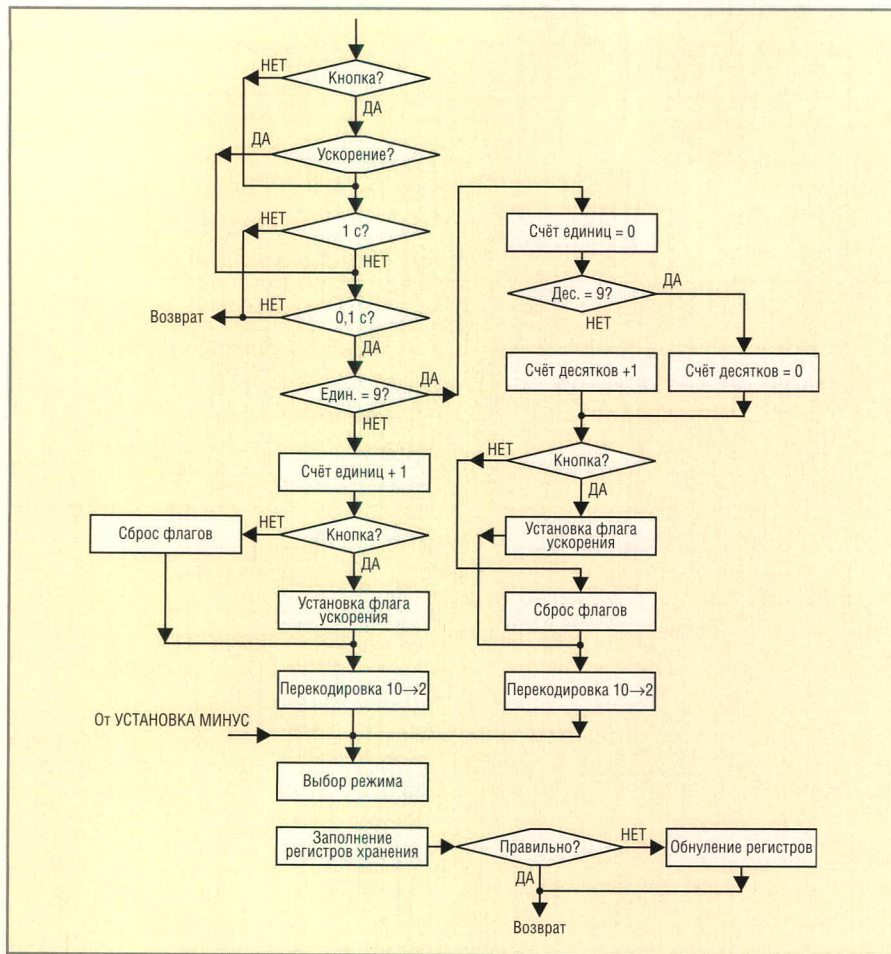 НЕТ
Кнопка?
ДА
ДА
Ускорение?
НЕТ
1 с?
НЕТ
Счёт единиц = 0
НЕТ
0,1 с?
Возврат
ДА
Дес. = 9?
ДА
НЕТ
Един. = 9?
ДА
НЕТ
Счёт десятков +1
Счёт десятков = 0
Счёт единиц + 1
НЕТ
Кнопка?
ДА
Сброс флагов
НЕТ
Кнопка?
ДА
Установка флага
ускорения
Установка флага
ускорения
Сброс флагов
Перекодировка 10→2
Перекодировка 10→2
От УСТАНОВКА МИНУС
Выбор режима
Заполнение
регистров хранения
Правильно?
НЕТ
Обнуление регистров
ДА
Возврат